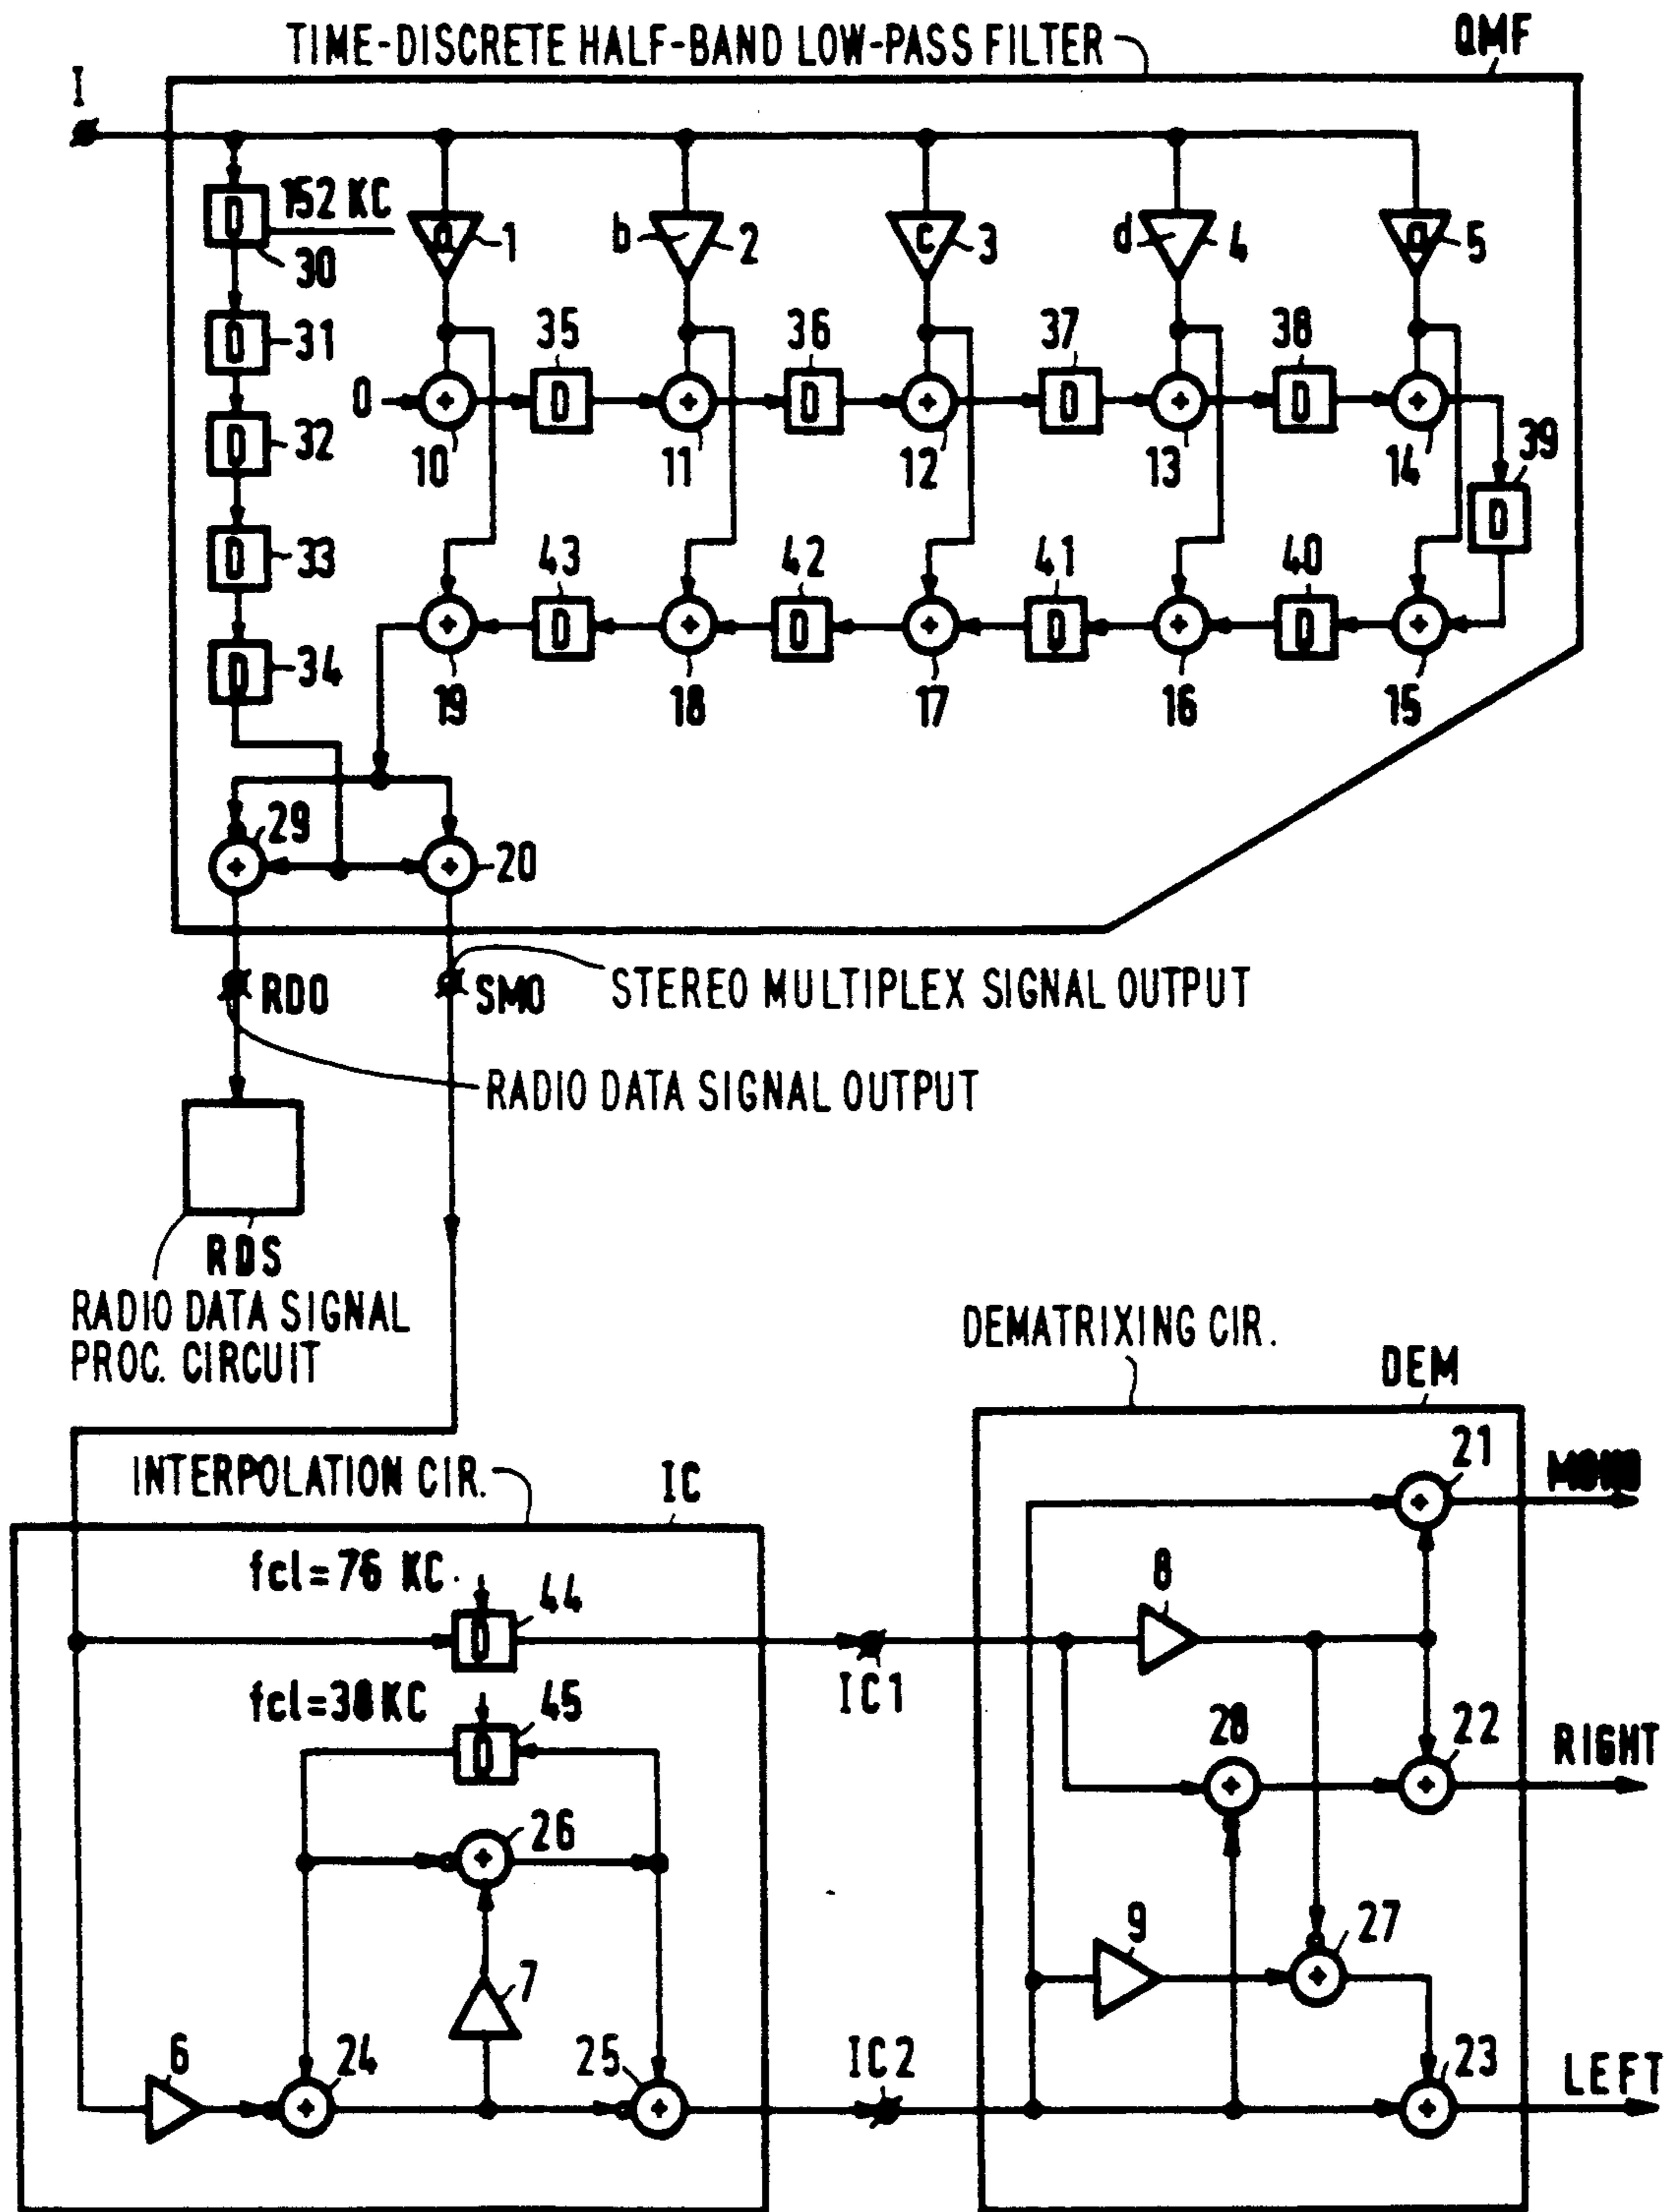 TIME-DISCRETE HALF-BAND LOW-PASS FILTER
QMF
I
D 152 KC
30
a 1
b 2
c 3
d 4
5
D 31
D 32
D 33
D 34
0
+ 10
D 35
+ 11
D 36
+ 12
D 37
+ 13
D 38
+ 14
D 39
+ 19
D 43
+ 18
D 42
+ 17
D 41
+ 16
D 40
+ 15
+ 29
+ 20
RDO
SMO
STEREO MULTIPLEX SIGNAL OUTPUT
RADIO DATA SIGNAL OUTPUT
RDS
RADIO DATA SIGNAL
PROC. CIRCUIT
DEMATRIXING CIR.
DEM
INTERPOLATION CIR.
IC
fcl=76 KC
D 44
fcl=38 KC
D 45
+ 26
7
6
+ 24
+ 25
IC1
IC2
8
9
+ 21
+ 28
+ 22
+ 27
+ 23
MONO
RIGHT
LEFT